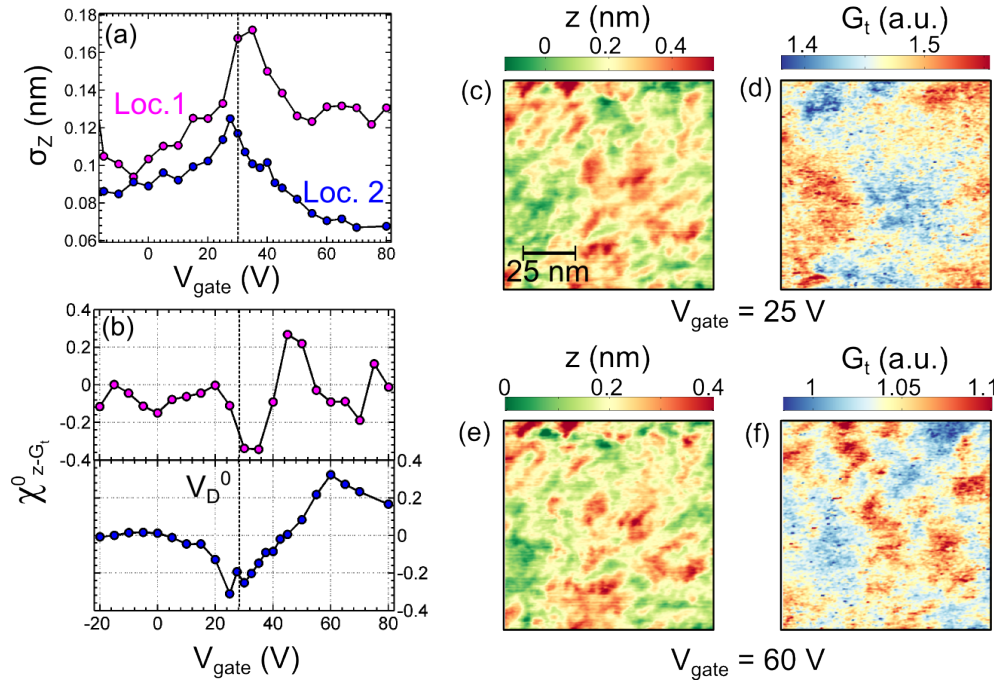 (a)
0.18
0.16
0.14
0.12
0.1
0.08
0.06
σZ (nm)
Loc.1
Loc. 2
0 20 40 60 80
Vgate (V)
(b)
0.4
0.2
0
-0.2
-0.4
0.4
0.2
0
-0.2
-0.4
χ0 z-Gt
VD0
-20 0 20 40 60 80
Vgate (V)
z (nm)
0 0.2 0.4
(c)
25 nm
Gt (a.u.)
1.4 1.5
(d)
Vgate = 25 V
z (nm)
0 0.2 0.4
(e)
Gt (a.u.)
1 1.05 1.1
(f)
Vgate = 60 V